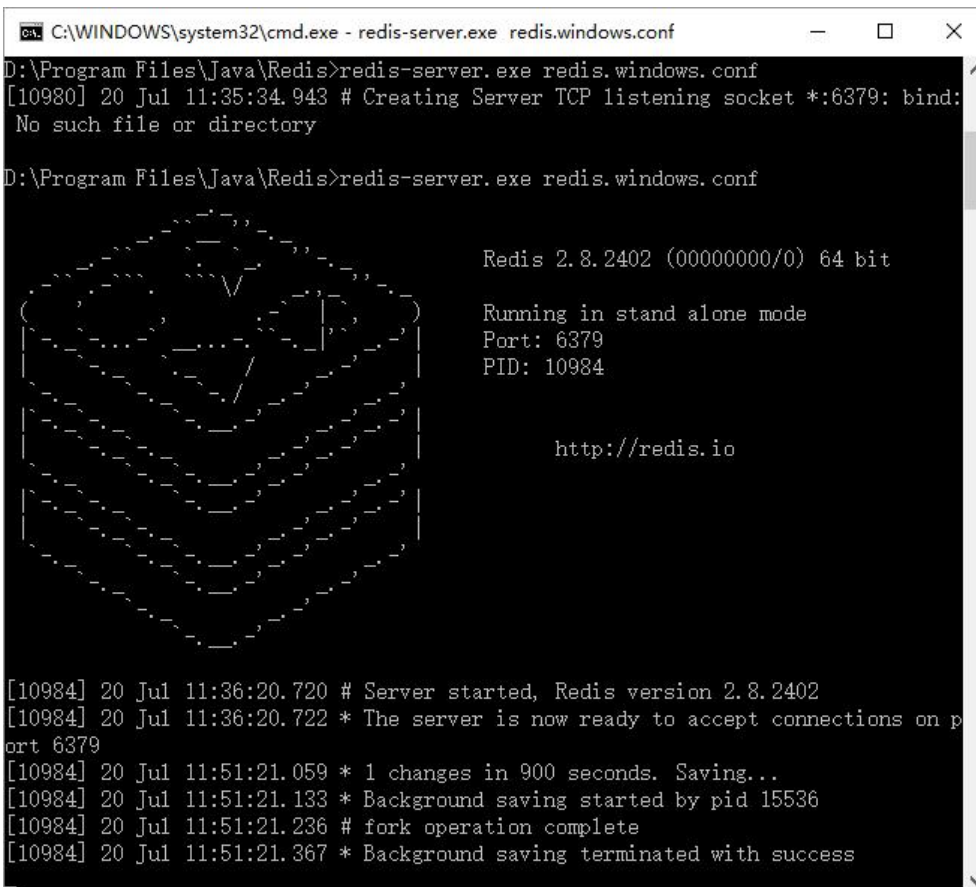 C:\WINDOWS\system32\cmd.exe - redis-server.exe redis.windows.conf
D:\Program Files\Java\Redis>redis-server.exe redis.windows.conf
[10980] 20 Jul 11:35:34.943 # Creating Server TCP listening socket *:6379: bind:
No such file or directory
D:\Program Files\Java\Redis>redis-server.exe redis.windows.conf
Redis 2.8.2402 (00000000/0) 64 bit
Running in stand alone mode
Port: 6379
PID: 10984
http://redis.io
[10984] 20 Jul 11:36:20.720 # Server started, Redis version 2.8.2402
[10984] 20 Jul 11:36:20.722 * The server is now ready to accept connections on p
ort 6379
[10984] 20 Jul 11:51:21.059 * 1 changes in 900 seconds. Saving...
[10984] 20 Jul 11:51:21.133 * Background saving started by pid 15536
[10984] 20 Jul 11:51:21.236 # fork operation complete
[10984] 20 Jul 11:51:21.367 * Background saving terminated with success